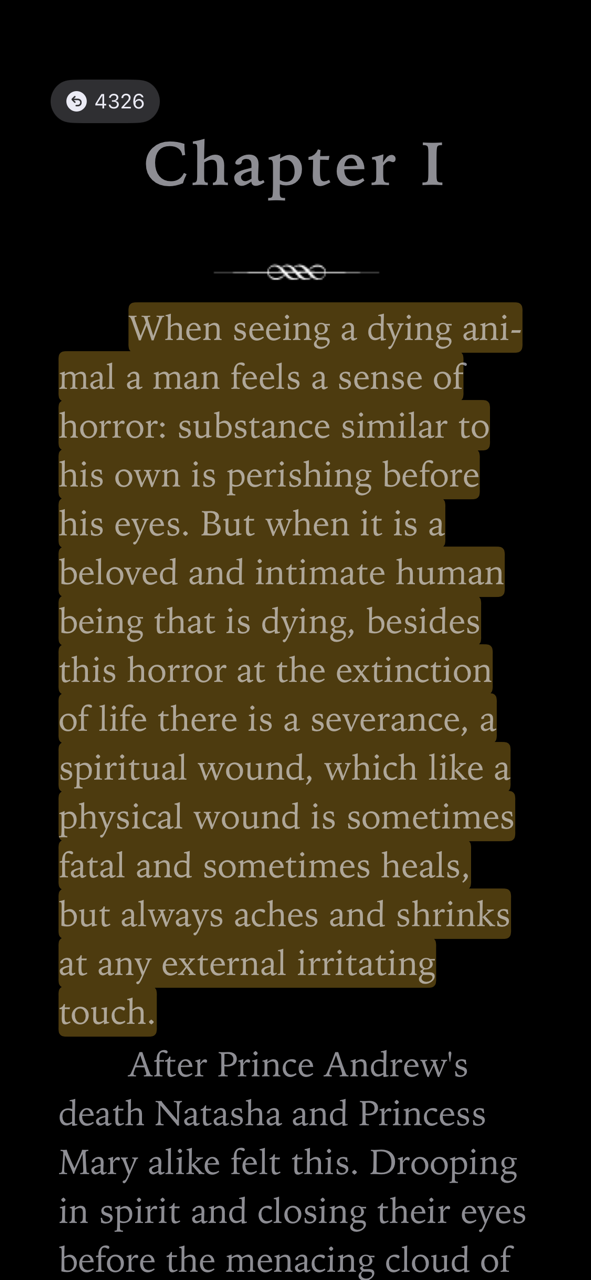 4326
Chapter I
When seeing a dying ani-
mal a man feels a sense of
horror: substance similar to
his own is perishing before
his eyes. But when it is a
beloved and intimate human
being that is dying, besides
this horror at the extinction
of life there is a severance, a
spiritual wound, which like a
physical wound is sometimes
fatal and sometimes heals,
but always aches and shrinks
at any external irritating
touch.
After Prince Andrew's
death Natasha and Princess
Mary alike felt this. Drooping
in spirit and closing their eyes
before the menacing cloud of